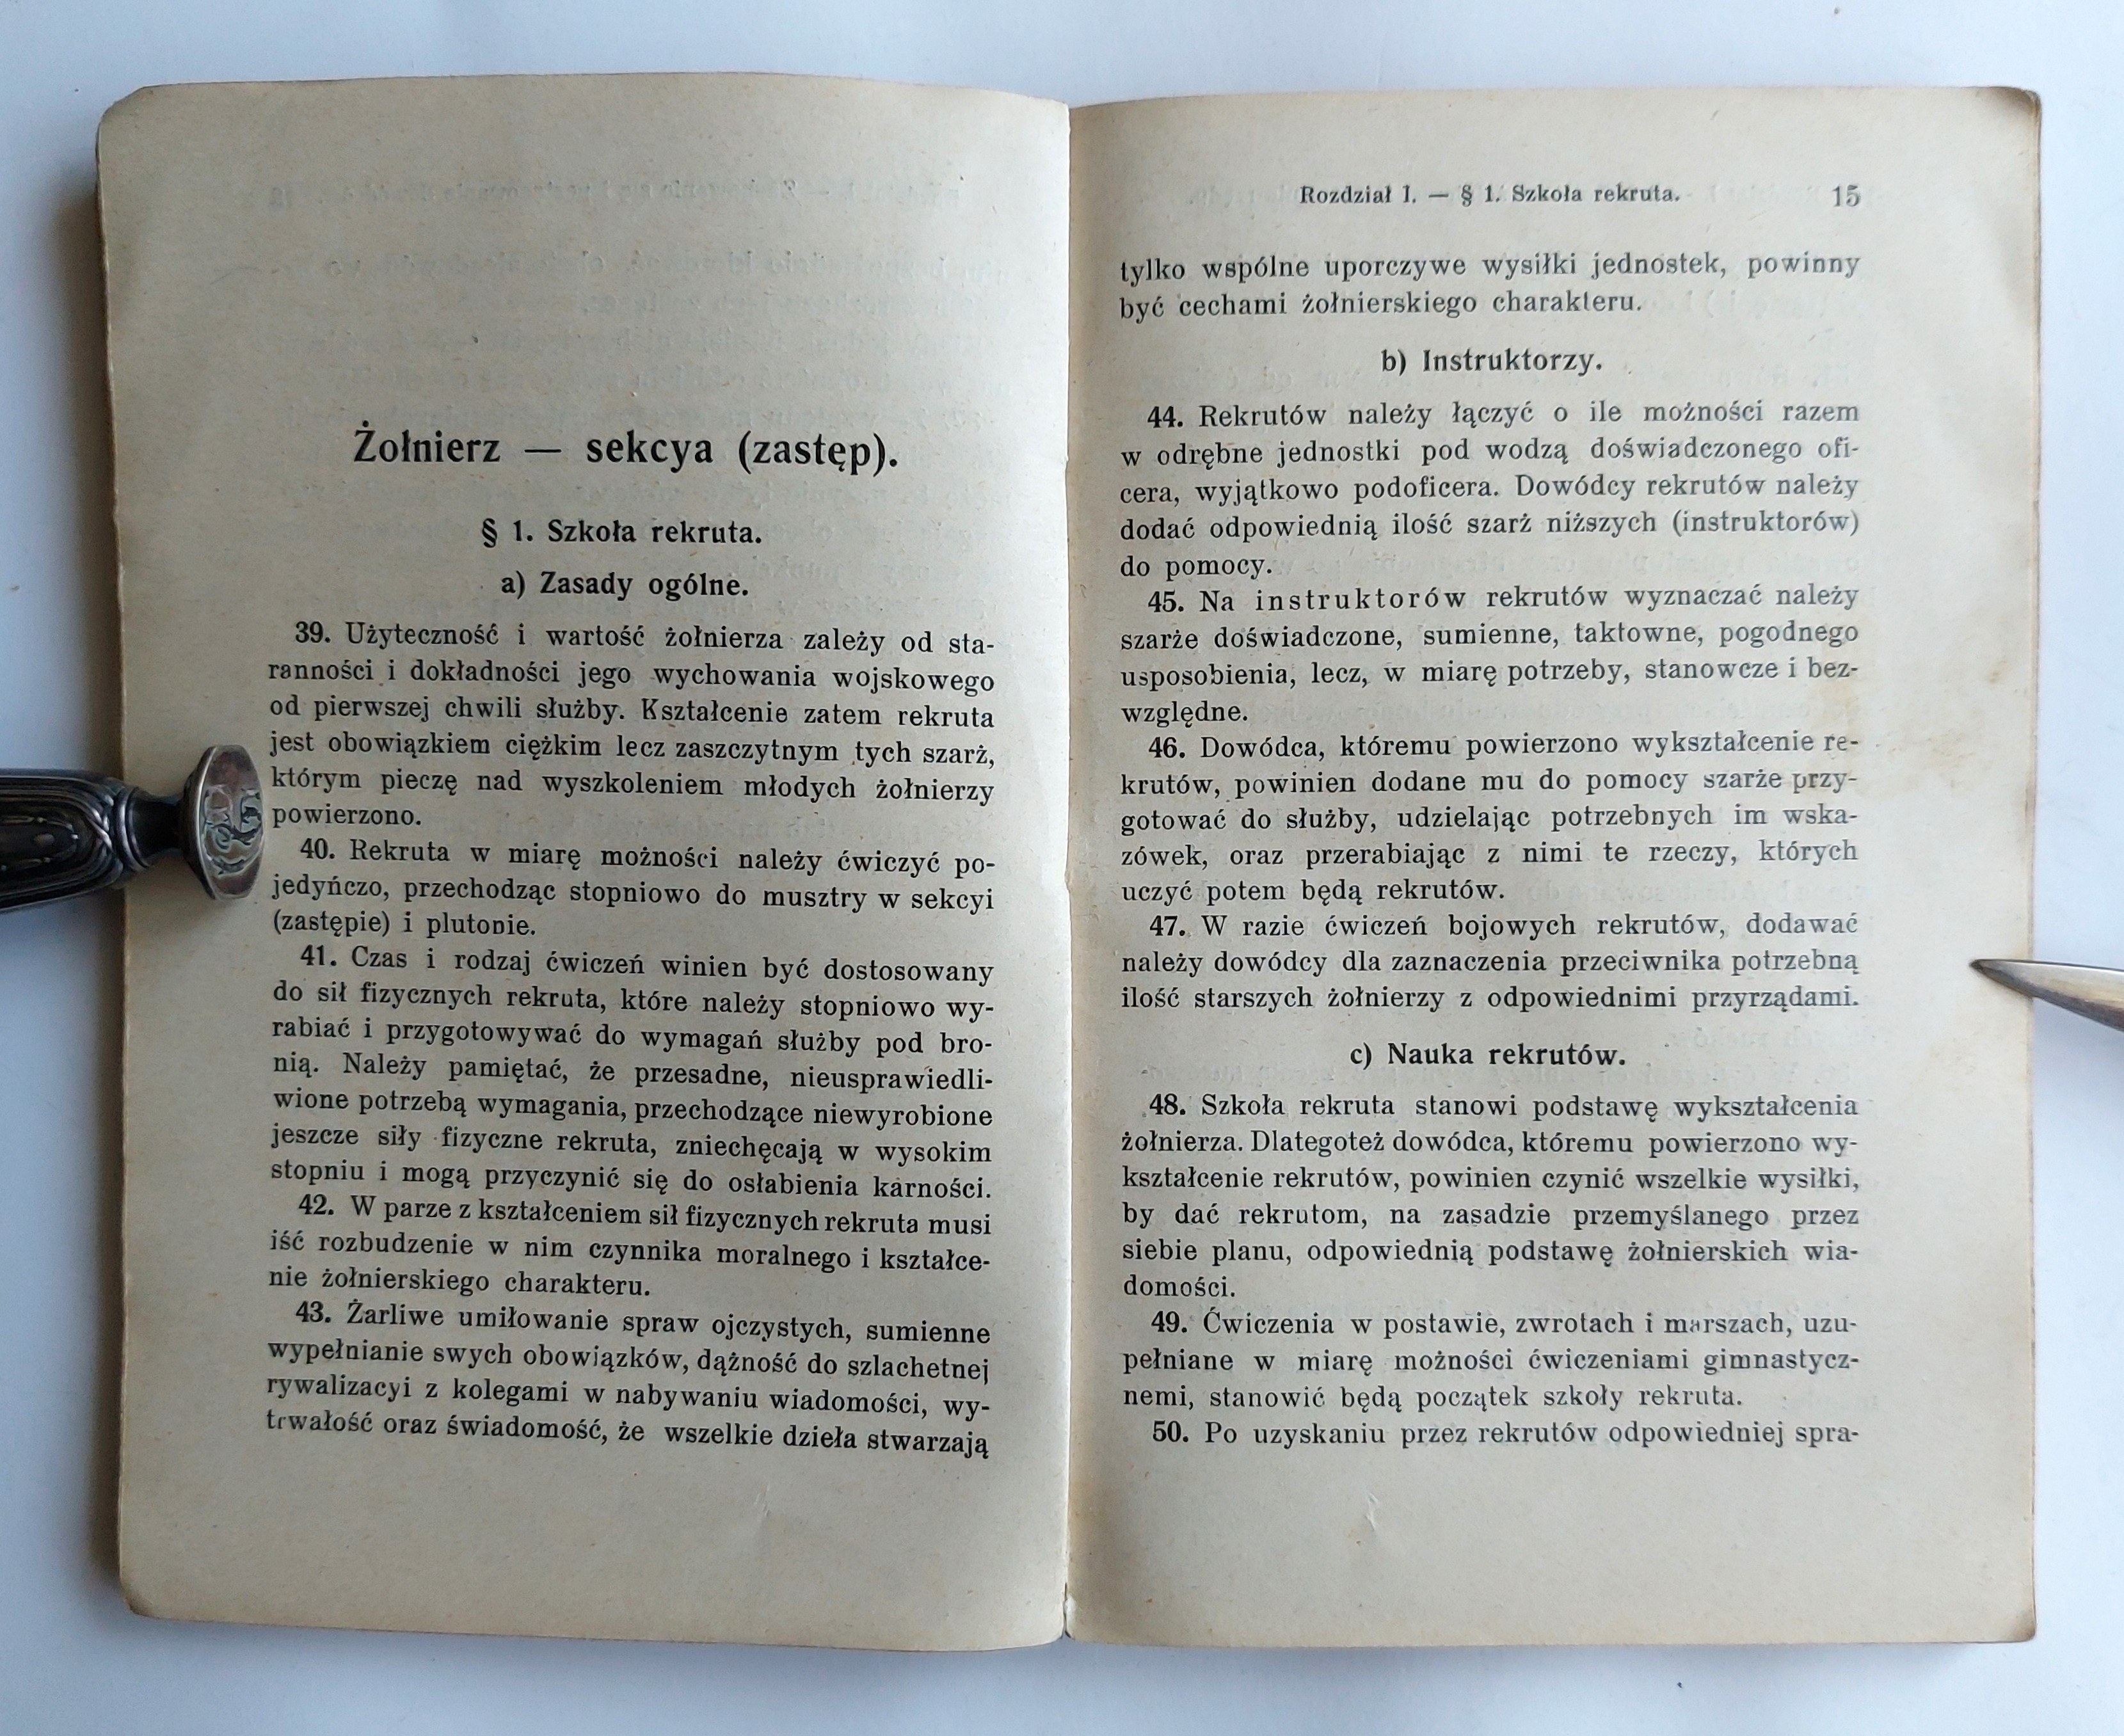 Żołnierz — sekcya (zastęp).
§ 1. Szkoła rekruta.
a) Zasady ogólne.
39. Użyteczność i wartość żołnierza zależy od sta-
ranności i dokładności jego wychowania wojskowego
od pierwszej chwili służby. Kształcenie zatem rekruta
jest obowiązkiem ciężkim lecz zaszczytnym tych szarż,
którym pieczę nad wyszkoleniem młodych żołnierzy
powierzono.
40. Rekruta w miarę możności należy ćwiczyć po-
jedyńczo, przechodząc stopniowo do musztry w sekcyi
(zastępie) i plutonie.
41. Czas i rodzaj ćwiczeń winien być dostosowany
do sił fizycznych rekruta, które należy stopniowo wy-
rabiać i przygotowywać do wymagań służby pod bro-
nią. Należy pamiętać, że przesadne, nieusprawiedli-
wione potrzebą wymagania, przechodzące niewyrobione
jeszcze siły fizyczne rekruta, zniechęcają w wysokim
stopniu i mogą przyczynić się do osłabienia karności.
42. W parze z kształceniem sił fizycznych rekruta musi
iść rozbudzenie w nim czynnika moralnego i kształce-
nie żołnierskiego charakteru.
43. Żarliwe umiłowanie spraw ojczystych, sumienne
wypełnianie swych obowiązków, dążność do szlachetnej
rywalizacyi z kolegami w nabywaniu wiadomości, wy-
trwałość oraz świadomość, że wszelkie dzieła stwarzają
Rozdział I. — § 1. Szkoła rekruta. 15
tylko wspólne uporczywe wysiłki jednostek, powinny
być cechami żołnierskiego charakteru.
b) Instruktorzy.
44. Rekrutów należy łączyć o ile możności razem
w odrębne jednostki pod wodzą doświadczonego ofi-
cera, wyjątkowo podoficera. Dowódcy rekrutów należy
dodać odpowiednią ilość szarż niższych (instruktorów)
do pomocy.
45. Na instruktorów rekrutów wyznaczać należy
szarże doświadczone, sumienne, taktowne, pogodnego
usposobienia, lecz, w miarę potrzeby, stanowcze i bez-
względne.
46. Dowódca, któremu powierzono wykształcenie re-
krutów, powinien dodane mu do pomocy szarże przy-
gotować do służby, udzielając potrzebnych im wska-
zówek, oraz przerabiając z nimi te rzeczy, których
uczyć potem będą rekrutów.
47. W razie ćwiczeń bojowych rekrutów, dodawać
należy dowódcy dla zaznaczenia przeciwnika potrzebną
ilość starszych żołnierzy z odpowiednimi przyrządami.
c) Nauka rekrutów.
48. Szkoła rekruta stanowi podstawę wykształcenia
żołnierza. Dlategoteż dowódca, któremu powierzono wy-
kształcenie rekrutów, powinien czynić wszelkie wysiłki,
by dać rekrutom, na zasadzie przemyślanego przez
siebie planu, odpowiednią podstawę żołnierskich wia-
domości.
49. Ćwiczenia w postawie, zwrotach i marszach, uzu-
pełniane w miarę możności ćwiczeniami gimnastycz-
nemi, stanowić będą początek szkoły rekruta.
50. Po uzyskaniu przez rekrutów odpowiedniej spra-